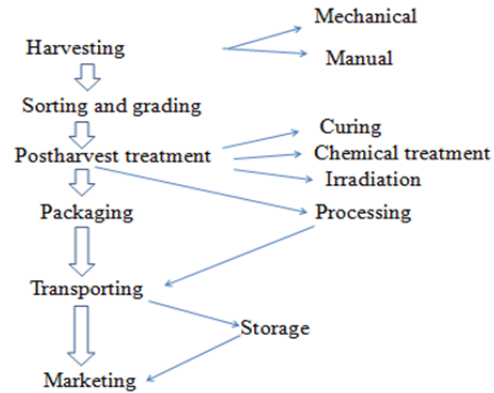 Mechanical
Harvesting
Manual
Sorting and grading
Curing
Postharvest treatment
Chemical treatment
Irradiation
Packaging
Processing
Transporting
Storage
Marketing